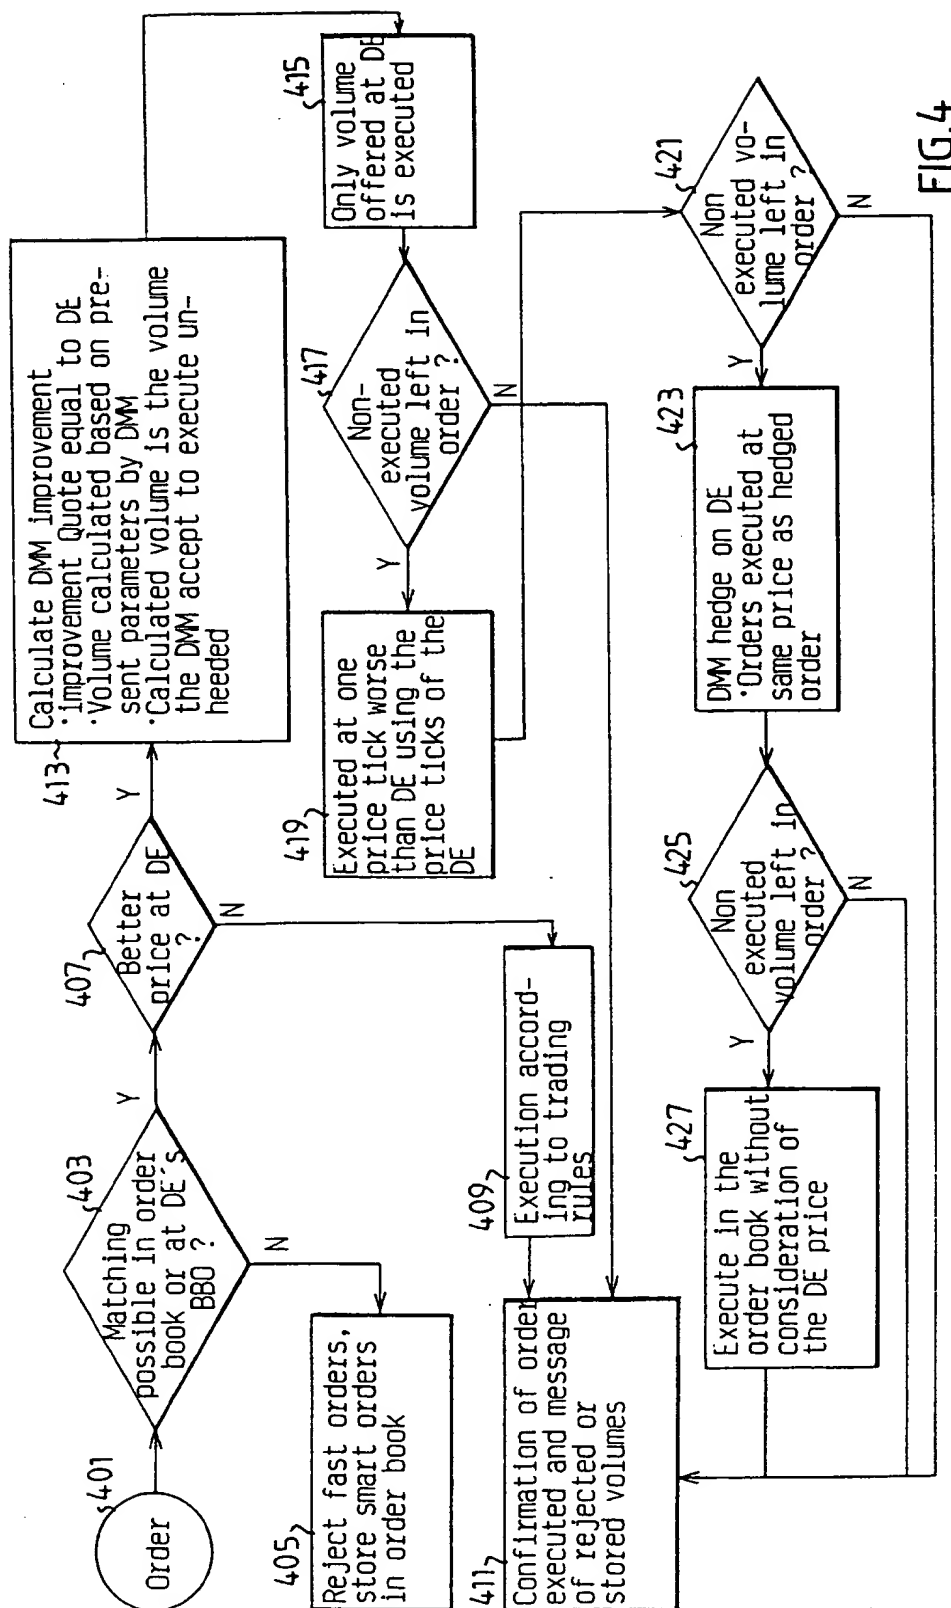 401
Order
403
Matching
possible in order
book or at DE's
BBO ?
Y
N
405
Reject fast orders,
store smart orders
in order book
407
Better
price at DE
?
Y
N
409
Execution accord-
ing to trading
rules
411
Confirmation of order
executed and message
of rejected or
stored volumes
413
Calculate DMM improvement
·Improvement Quote equal to DE
·Volume calculated based on pre-
sent parameters by DMM
·Calculated volume is the volume
the DMM accept to execute un-
heeded
415
Only volume
offered at DE
is executed
417
Non-
executed
volume left in
order ?
Y
N
419
Executed at one
price tick worse
than DE using the
price ticks of the
DE
421
Non
executed vo-
lume left in
order ?
Y
N
423
DMM hedge on DE
·Orders executed at
same price as hedged
order
425
Non
executed
volume left in
order ?
Y
N
427
Execute in the
order book without
consideration of
the DE price
FIG.4